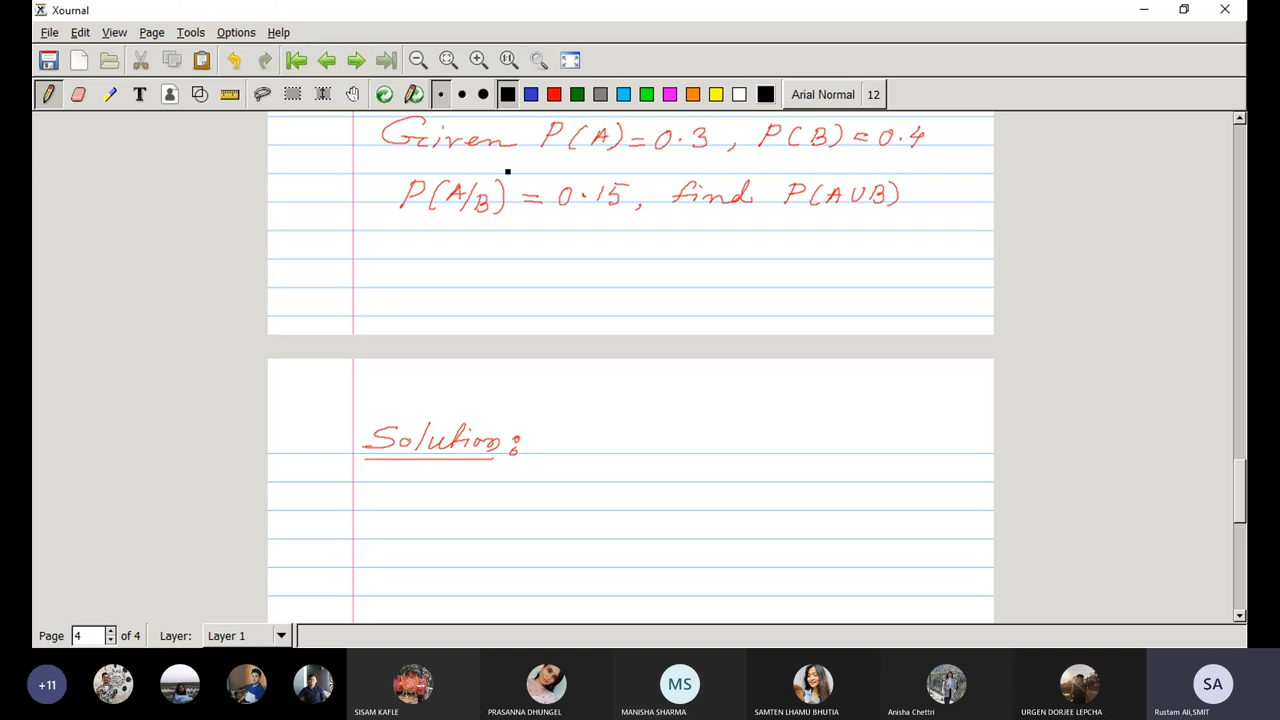 Xournal
File Edit View Page Tools Options Help
Arial Normal 12
Given P(A)=0.3, P(B)=0.4
P(A/B)=0.15, find P(AUB)
Solution:
Page 4 of 4 Layer: Layer 1
+11 MS SA
SISAM KAFLE PRASANNA DHUNGEL MANISHA SHARMA SAMTEN LHAMU BHUTIA Anisha Chettri URGEN DORJEE LEPCHA Rustam Ali,SMIT